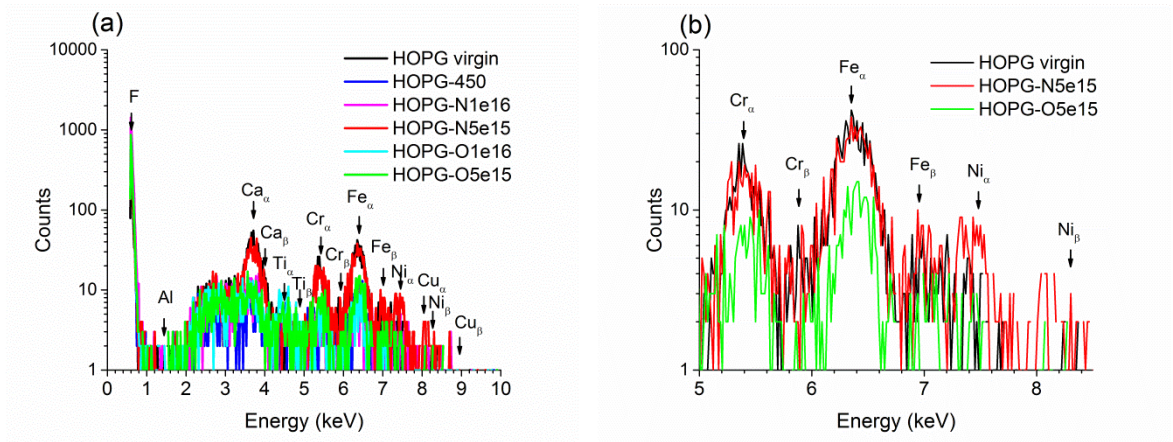 (a)
10000
1000
100
10
1
Counts
0 1 2 3 4 5 6 7 8 9 10
Energy (keV)
HOPG virgin
HOPG-450
HOPG-N1e16
HOPG-N5e15
HOPG-O1e16
HOPG-O5e15
F
Al
Caα
Caβ
Tiα
Tiβ
Crα
Crβ
Feα
Feβ
Niα
Cuα
Niβ
Cuβ
(b)
100
10
1
Counts
5 6 7 8
Energy (keV)
HOPG virgin
HOPG-N5e15
HOPG-O5e15
Crα
Crβ
Feα
Feβ
Niα
Niβ